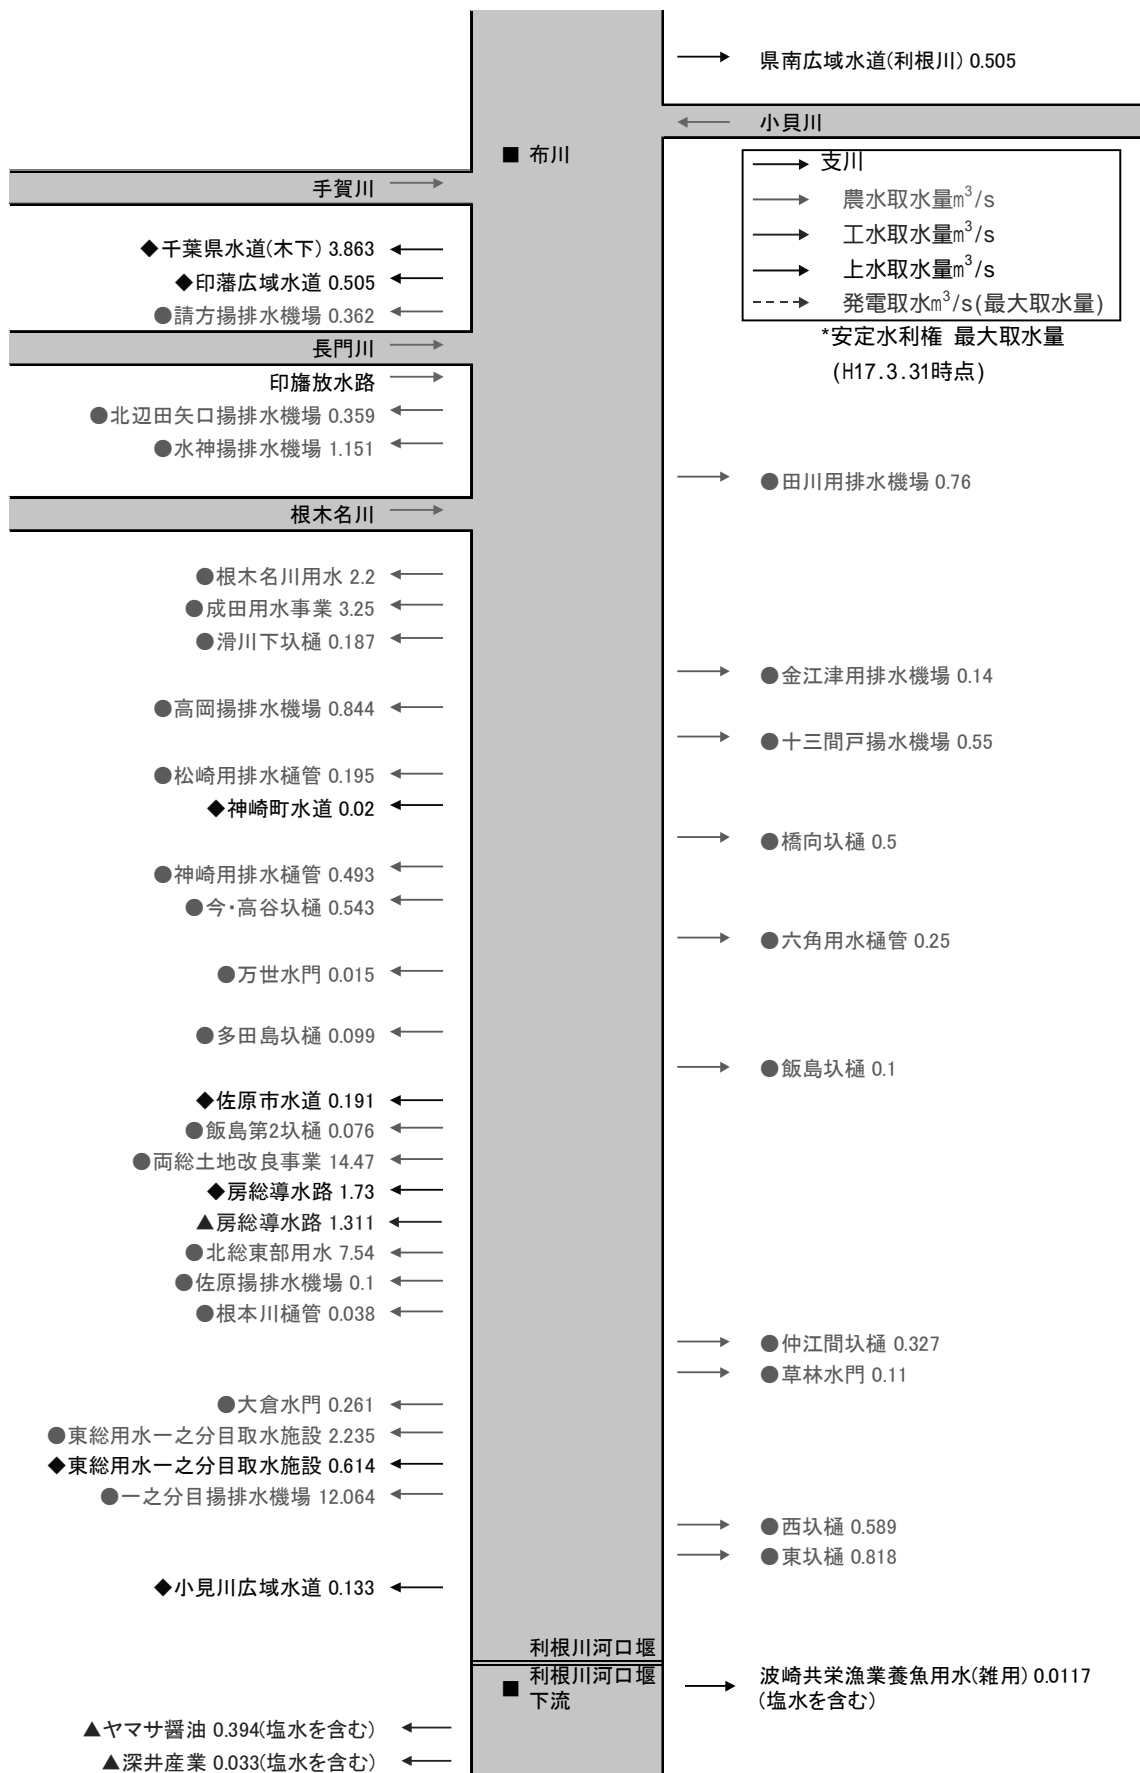 県南広域水道(利根川) 0.505
小貝川
■ 布川
支川
農水取水量m³/s
工水取水量m³/s
上水取水量m³/s
発電取水m³/s(最大取水量)
*安定水利権 最大取水量
(H17.3.31時点)
手賀川
◆千葉県水道(木下) 3.863
◆印藩広域水道 0.505
●請方揚排水機場 0.362
長門川
印旛放水路
●北辺田矢口揚排水機場 0.359
●水神揚排水機場 1.151
●田川用排水機場 0.76
根木名川
●根木名川用水 2.2
●成田用水事業 3.25
●滑川下圦樋 0.187
●金江津用排水機場 0.14
●高岡揚排水機場 0.844
●十三間戸揚水機場 0.55
●松崎用排水樋管 0.195
◆神崎町水道 0.02
●橋向圦樋 0.5
●神崎用排水樋管 0.493
●今・高谷圦樋 0.543
●六角用水樋管 0.25
●万世水門 0.015
●多田島圦樋 0.099
●飯島圦樋 0.1
◆佐原市水道 0.191
●飯島第2圦樋 0.076
●両総土地改良事業 14.47
◆房総導水路 1.73
▲房総導水路 1.311
●北総東部用水 7.54
●佐原揚排水機場 0.1
●根本川樋管 0.038
●仲江間圦樋 0.327
●草林水門 0.11
●大倉水門 0.261
●東総用水一之分目取水施設 2.235
◆東総用水一之分目取水施設 0.614
●一之分目揚排水機場 12.064
●西圦樋 0.589
●東圦樋 0.818
◆小見川広域水道 0.133
利根川河口堰
■ 利根川河口堰
下流
波崎共栄漁業養魚用水(雑用) 0.0117
(塩水を含む)
▲ヤマサ醤油 0.394(塩水を含む)
▲深井産業 0.033(塩水を含む)